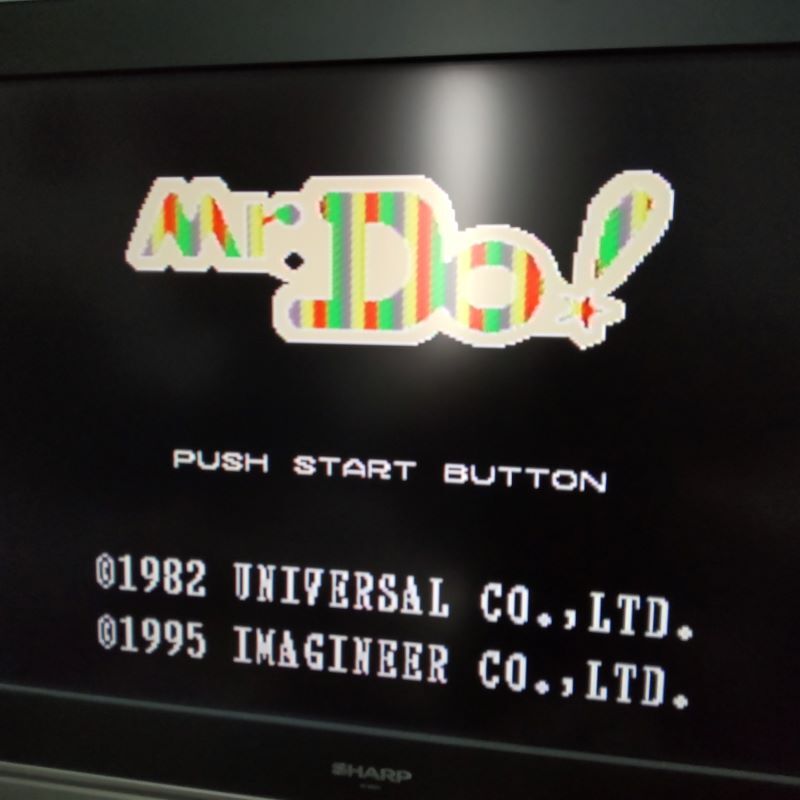 Mr. Do!
PUSH START BUTTON
©1982 UNIVERSAL CO.,LTD.
©1995 IMAGINEER CO.,LTD.
SHARP